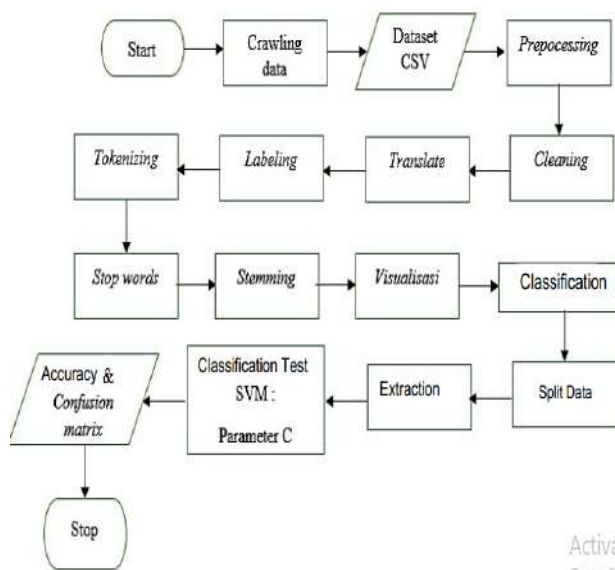 Start
Crawling
data
Dataset
CSV
Prepocessing
Tokenizing
Labeling
Translate
Cleaning
Stop words
Stemming
Visualisasi
Classification
Accuracy &
Confusion
matrix
Classification Test
SVM :
Parameter C
Extraction
Split Data
Stop
Activa